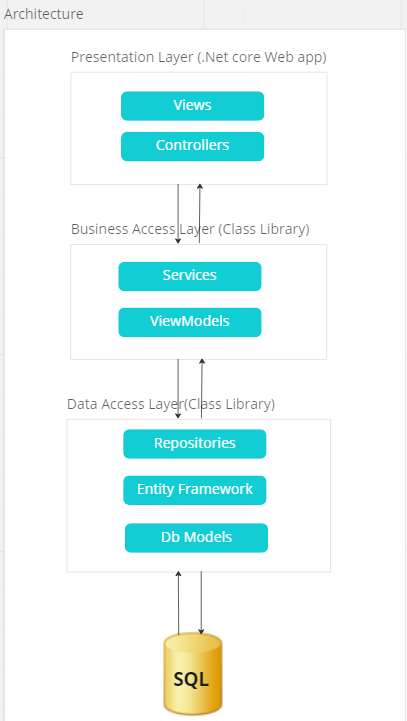 Architecture
Presentation Layer (.Net core Web app)
Views
Controllers
Business Access Layer (Class Library)
Services
ViewModels
Data Access Layer(Class Library)
Repositories
Entity Framework
Db Models
SQL